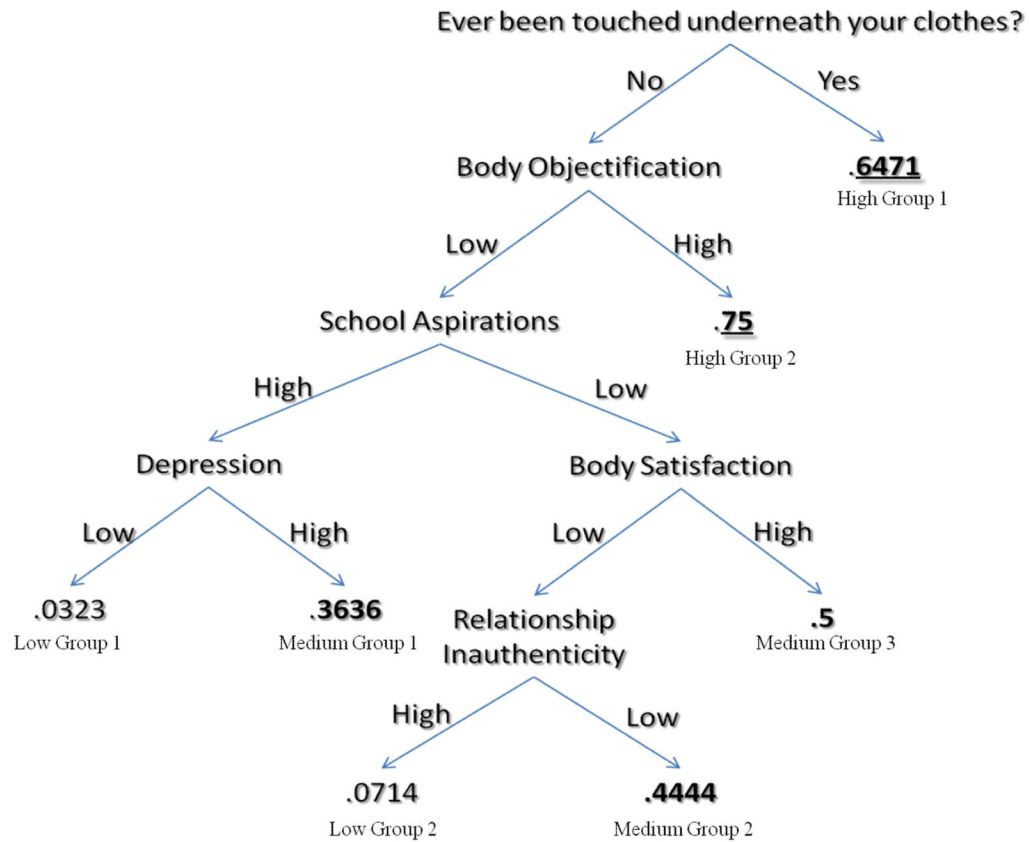 Ever been touched underneath your clothes?
No
Yes
Body Objectification
.6471
High Group 1
Low
High
School Aspirations
.75
High Group 2
High
Low
Depression
Body Satisfaction
Low
High
Low
High
.0323
Low Group 1
.3636
Medium Group 1
Relationship
Inauthenticity
.5
Medium Group 3
High
Low
.0714
Low Group 2
.4444
Medium Group 2